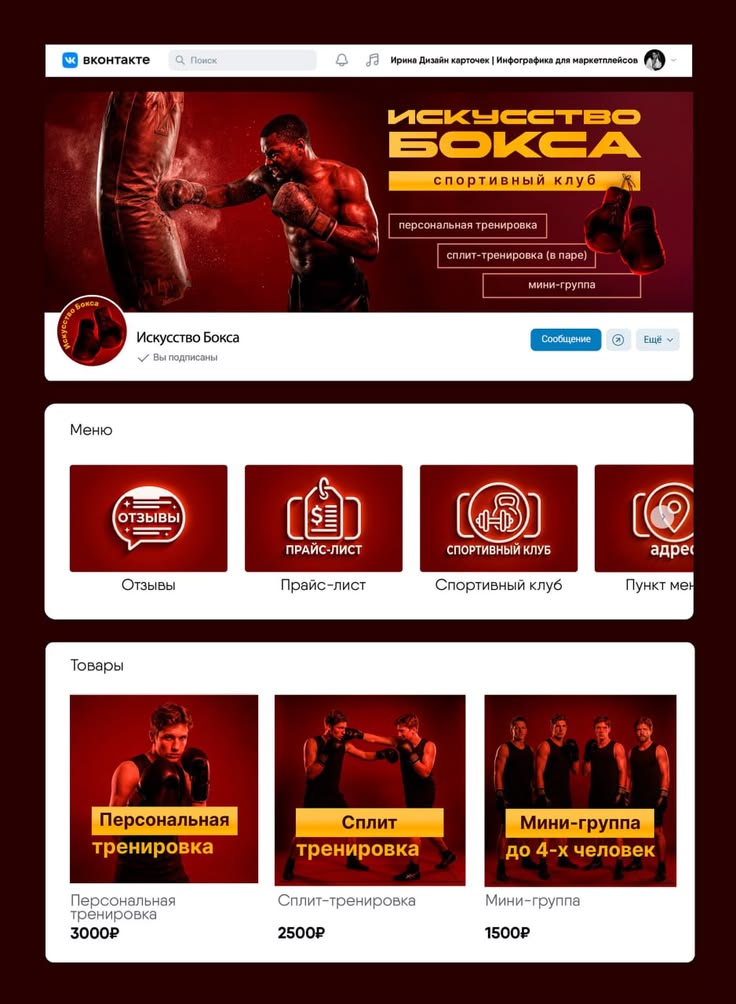 вконтакте
Поиск
Ирина Дизайн карточек | Инфографика для маркетплейсов
ИСКУССТВО
БОКСА
спортивный клуб
персональная тренировка
сплит-тренировка (в паре)
мини-группа
Искусство Бокса
Искусство Бокса
Вы подписаны
Сообщение
Ещё
Меню
ОТЗЫВЫ
ПРАЙС-ЛИСТ
СПОРТИВНЫЙ КЛУБ
адрес
Отзывы
Прайс-лист
Спортивный клуб
Пункт мен
Товары
Персональная
тренировка
Сплит
тренировка
Мини-группа
до 4-х человек
Персональная
тренировка
3000₽
Сплит-тренировка
2500₽
Мини-группа
1500₽